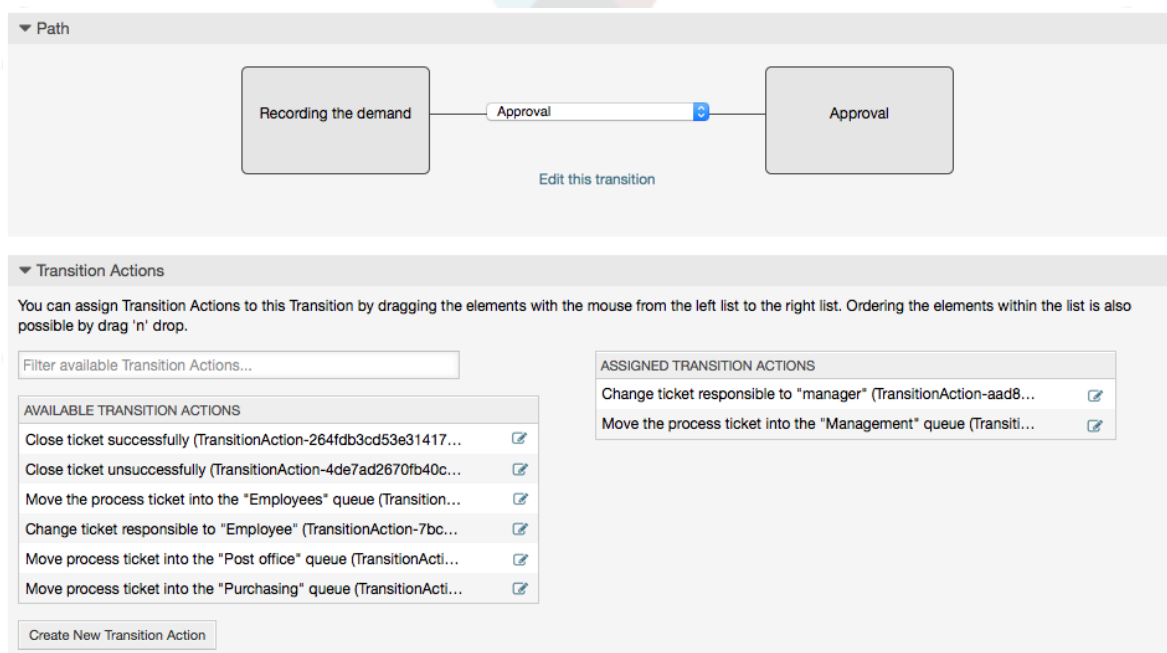 Path
Recording the demand
Approval
Approval
Edit this transition
Transition Actions
You can assign Transition Actions to this Transition by dragging the elements with the mouse from the left list to the right list. Ordering the elements within the list is also
possible by drag 'n' drop.
Filter available Transition Actions...
AVAILABLE TRANSITION ACTIONS
Close ticket successfully (TransitionAction-264fdb3cd53e31417...
Close ticket unsuccessfully (TransitionAction-4de7ad2670fb40c...
Move the process ticket into the "Employees" queue (Transition...
Change ticket responsible to "Employee" (TransitionAction-7bc...
Move process ticket into the "Post office" queue (TransitionActi...
Move process ticket into the "Purchasing" queue (TransitionActi...
Create New Transition Action
ASSIGNED TRANSITION ACTIONS
Change ticket responsible to "manager" (TransitionAction-aad8...
Move the process ticket into the "Management" queue (Transiti...